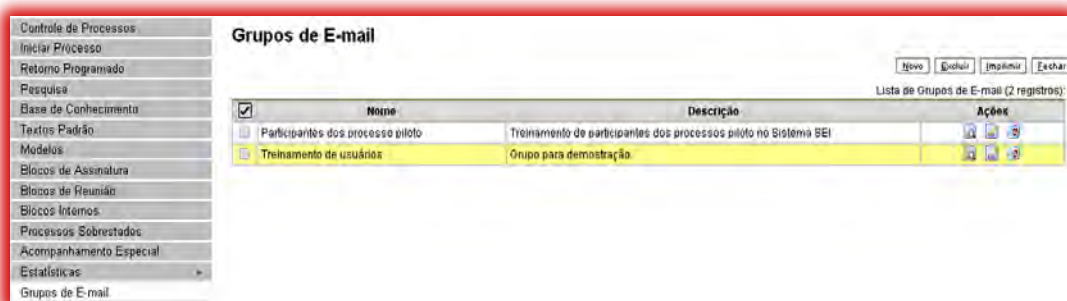 Controle de Processos
Iniciar Processo
Retorno Programado
Pesquisa
Base de Conhecimento
Textos Padrão
Modelos
Blocos de Assinatura
Blocos de Reunião
Blocos Internos
Processos Sobrestados
Acompanhamento Especial
Estatísticas
Grupos de E-mail
Grupos de E-mail
Novo Excluir Imprimir Fechar
Lista de Grupos de E-mail (2 registros):
Nome Descrição Ações
Participantes dos processo piloto Treinamento de participantes dos processos piloto no Sistema SEI
Treinamento de usuários Grupo para demostração.